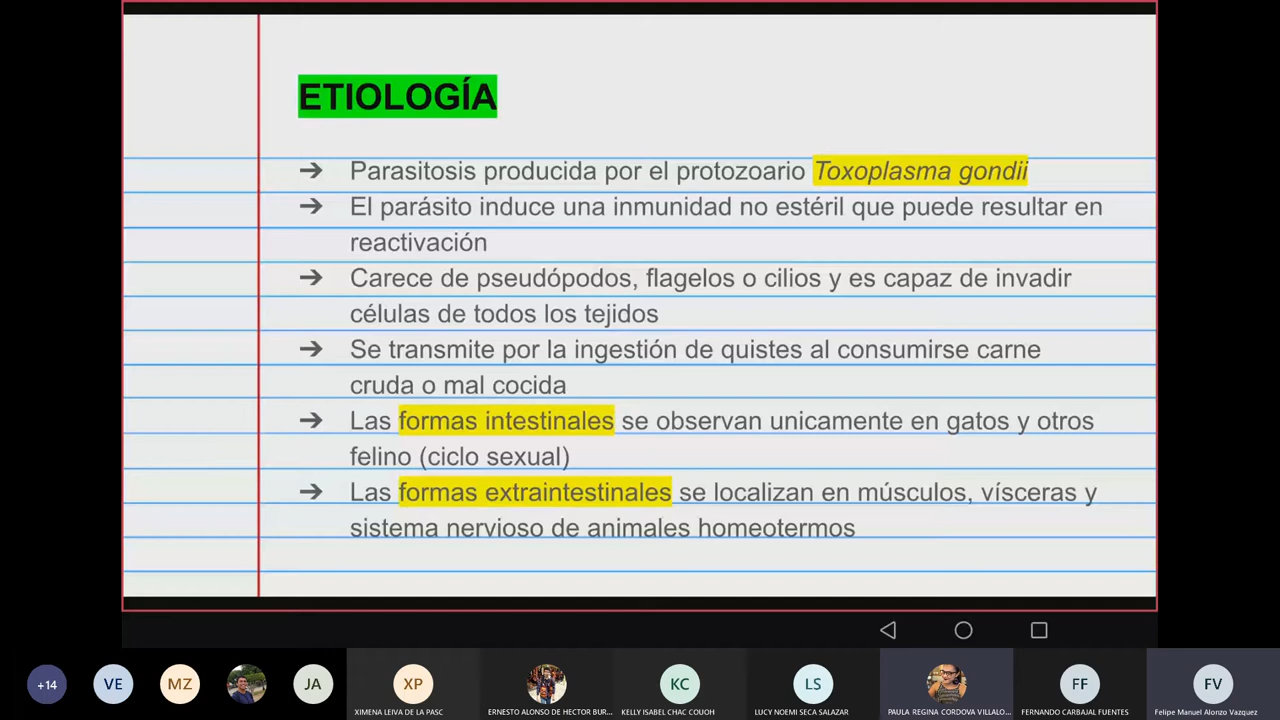 ETIOLOGÍA
➔ Parasitosis producida por el protozoario Toxoplasma gondii
➔ El parásito induce una inmunidad no estéril que puede resultar en
reactivación
➔ Carece de pseudópodos, flagelos o cilios y es capaz de invadir
células de todos los tejidos
➔ Se transmite por la ingestión de quistes al consumirse carne
cruda o mal cocida
➔ Las formas intestinales se observan unicamente en gatos y otros
felino (ciclo sexual)
➔ Las formas extraintestinales se localizan en músculos, vísceras y
sistema nervioso de animales homeotermos
+14 VE MZ JA XP KC LS FF FV
XIMENA LEIVA DE LA PASC ERNESTO ALONSO DE HECTOR BUR... KELLY ISABEL CHAC COUOH LUCY NOEMI SECA SALAZAR PAULA REGINA CORDOVA VILLALO... FERNANDO CARBAJAL FUENTES Felipe Manuel Alonzo Vazquez